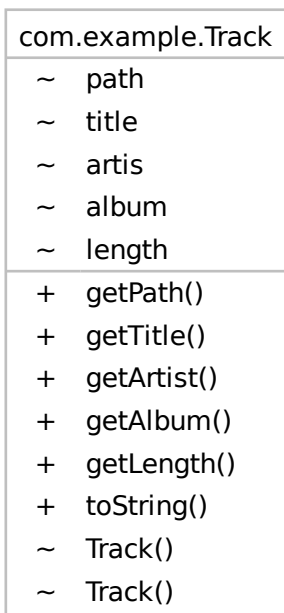 com.example.Track
~ path
~ title
~ artis
~ album
~ length
+ getPath()
+ getTitle()
+ getArtist()
+ getAlbum()
+ getLength()
+ toString()
~ Track()
~ Track()